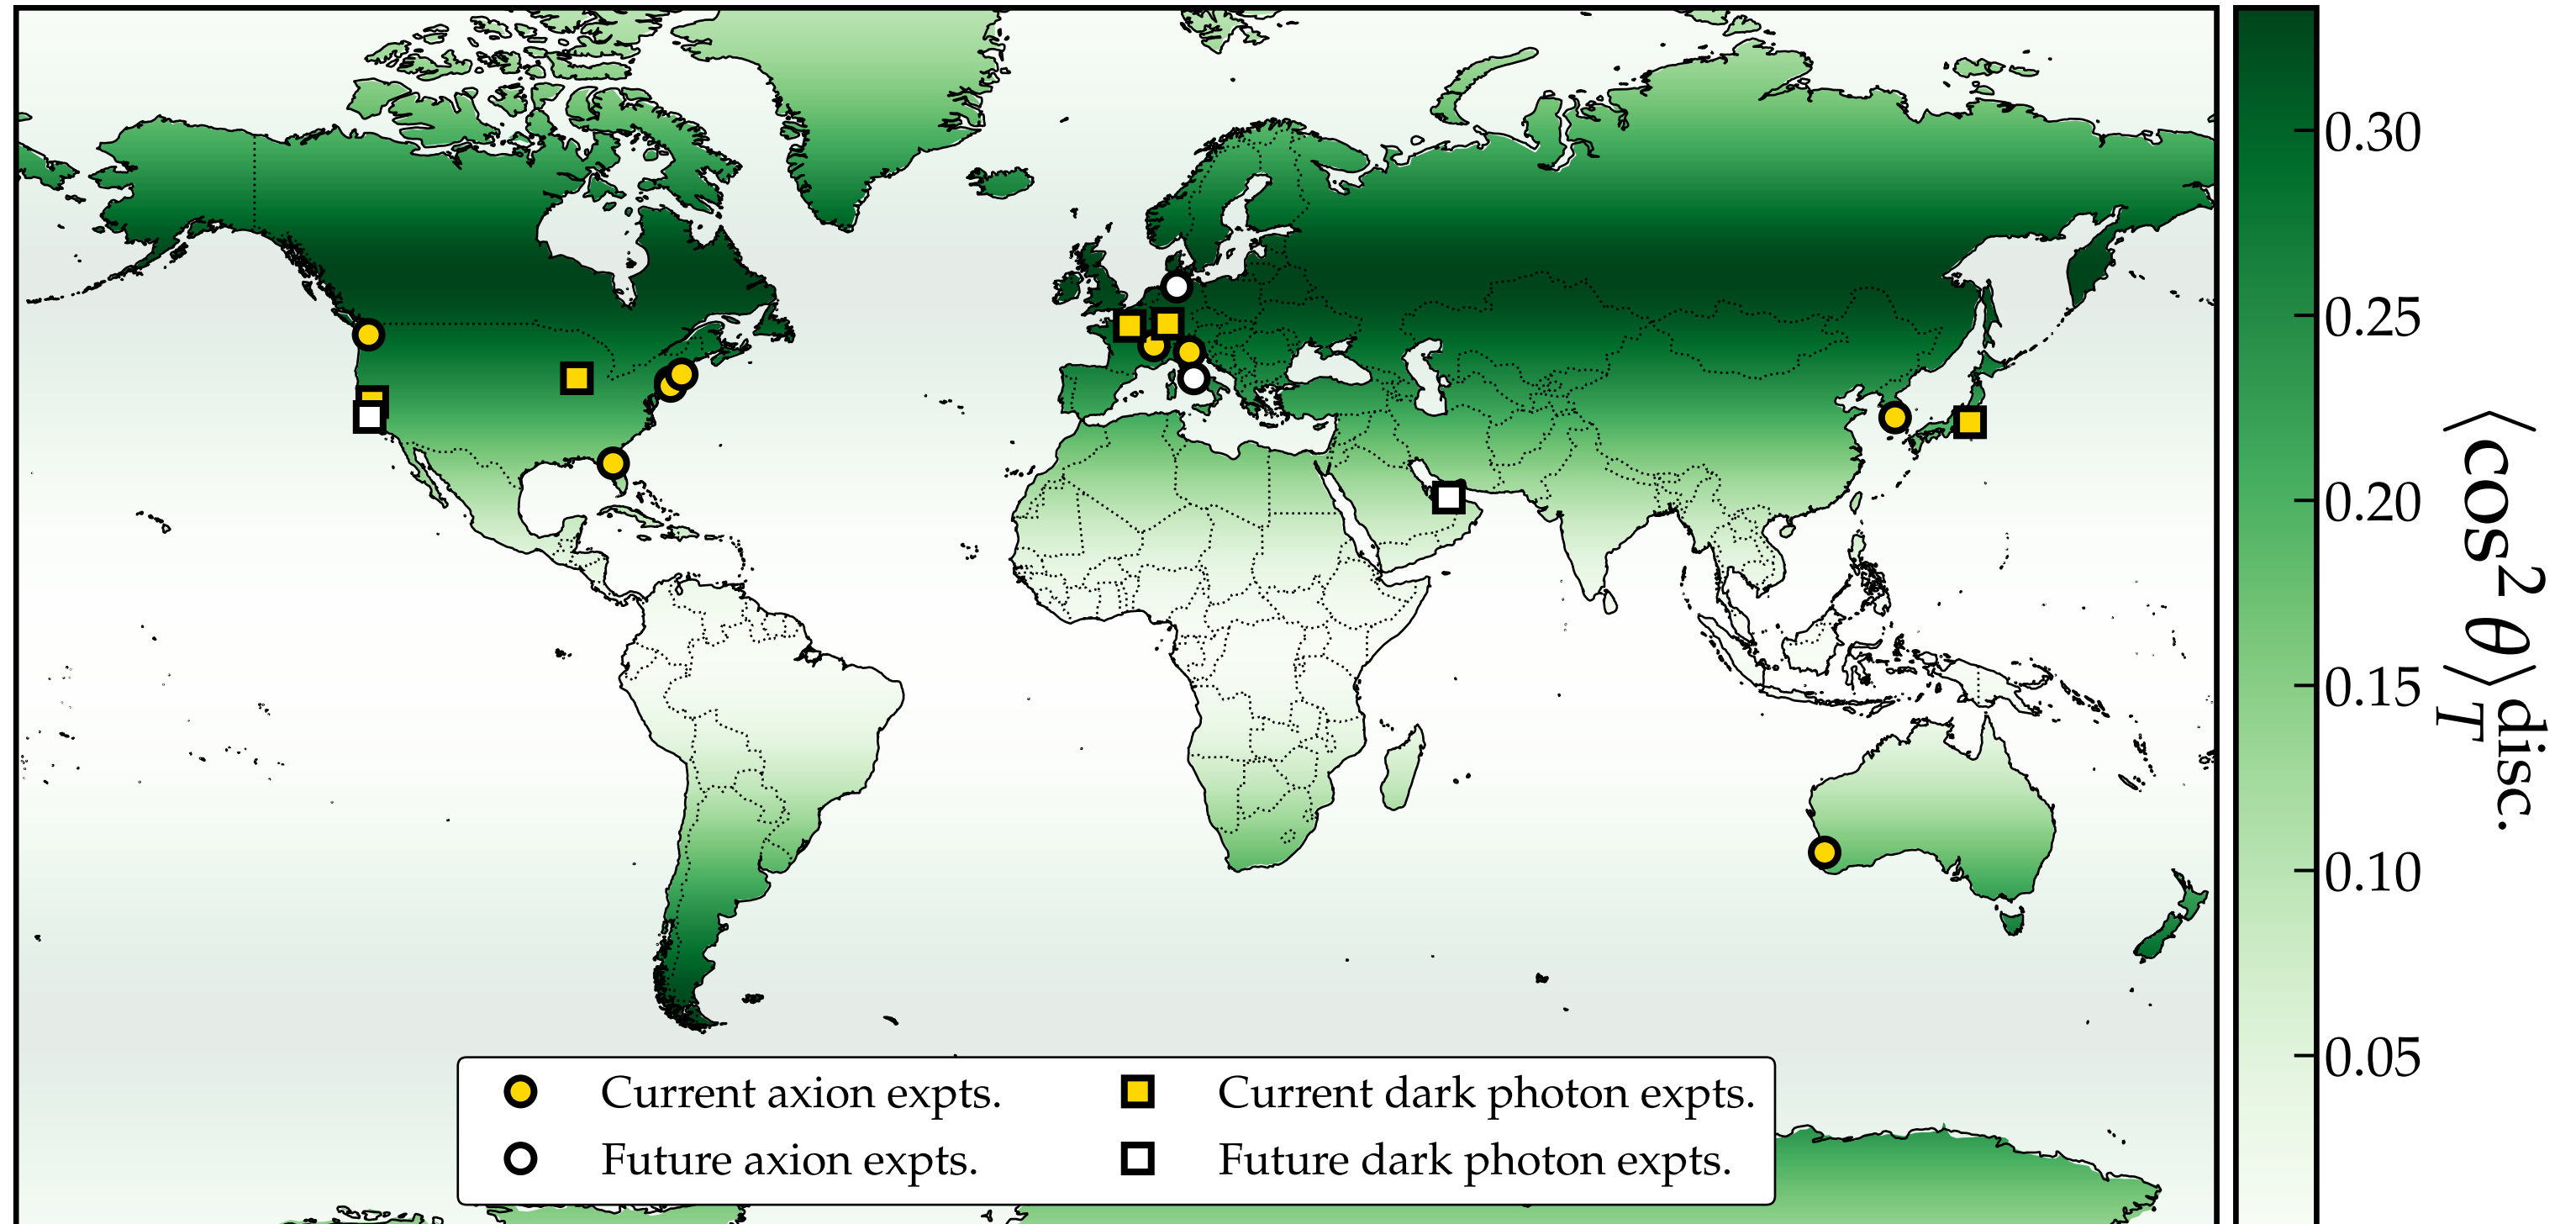 Current axion expts.
Future axion expts.
Current dark photon expts.
Future dark photon expts.
0.30
0.25
0.20
0.15
0.10
0.05
⟨cos² θ⟩_T^disc.